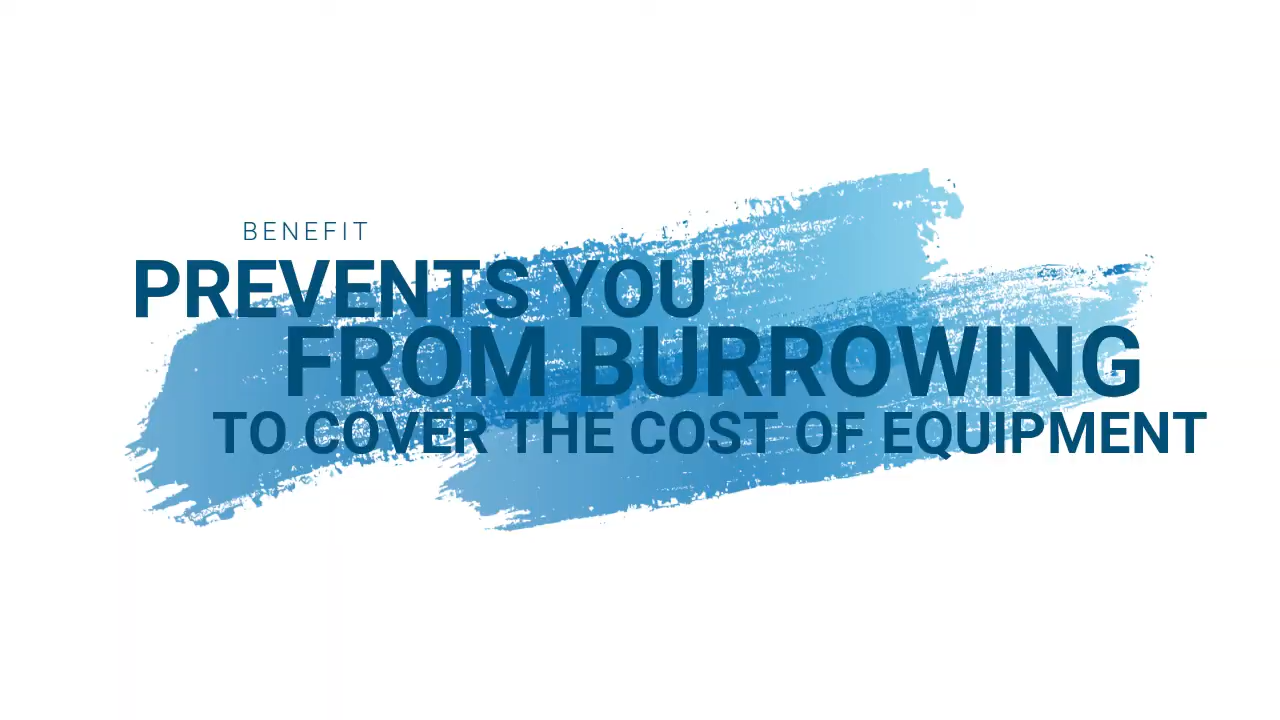 BENEFIT
PREVENTS YOU
FROM BURROWING
TO COVER THE COST OF EQUIPMENT